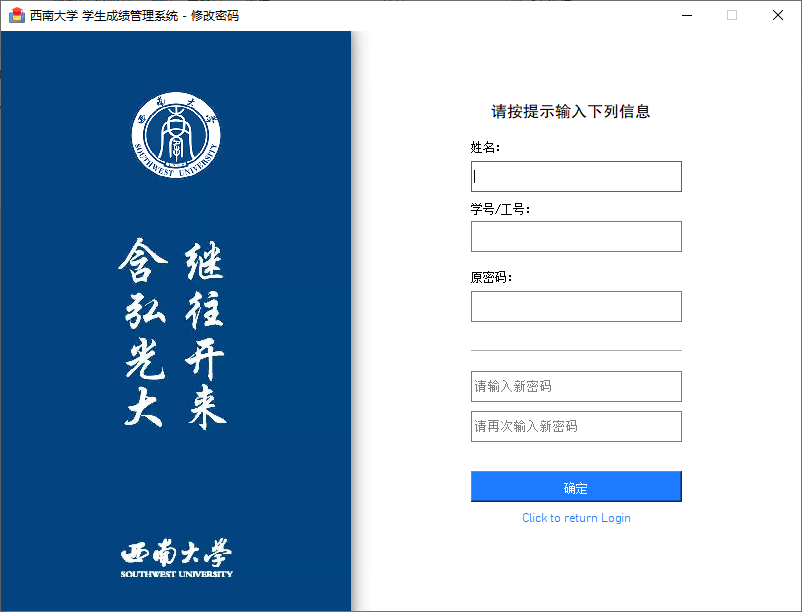 西南大学 学生成绩管理系统 - 修改密码
西南大学
SOUTHWEST UNIVERSITY
含弘光大
继往开来
西南大学
SOUTHWEST UNIVERSITY
请按提示输入下列信息
姓名：
学号/工号：
原密码：
请输入新密码
请再次输入新密码
确定
Click to return Login